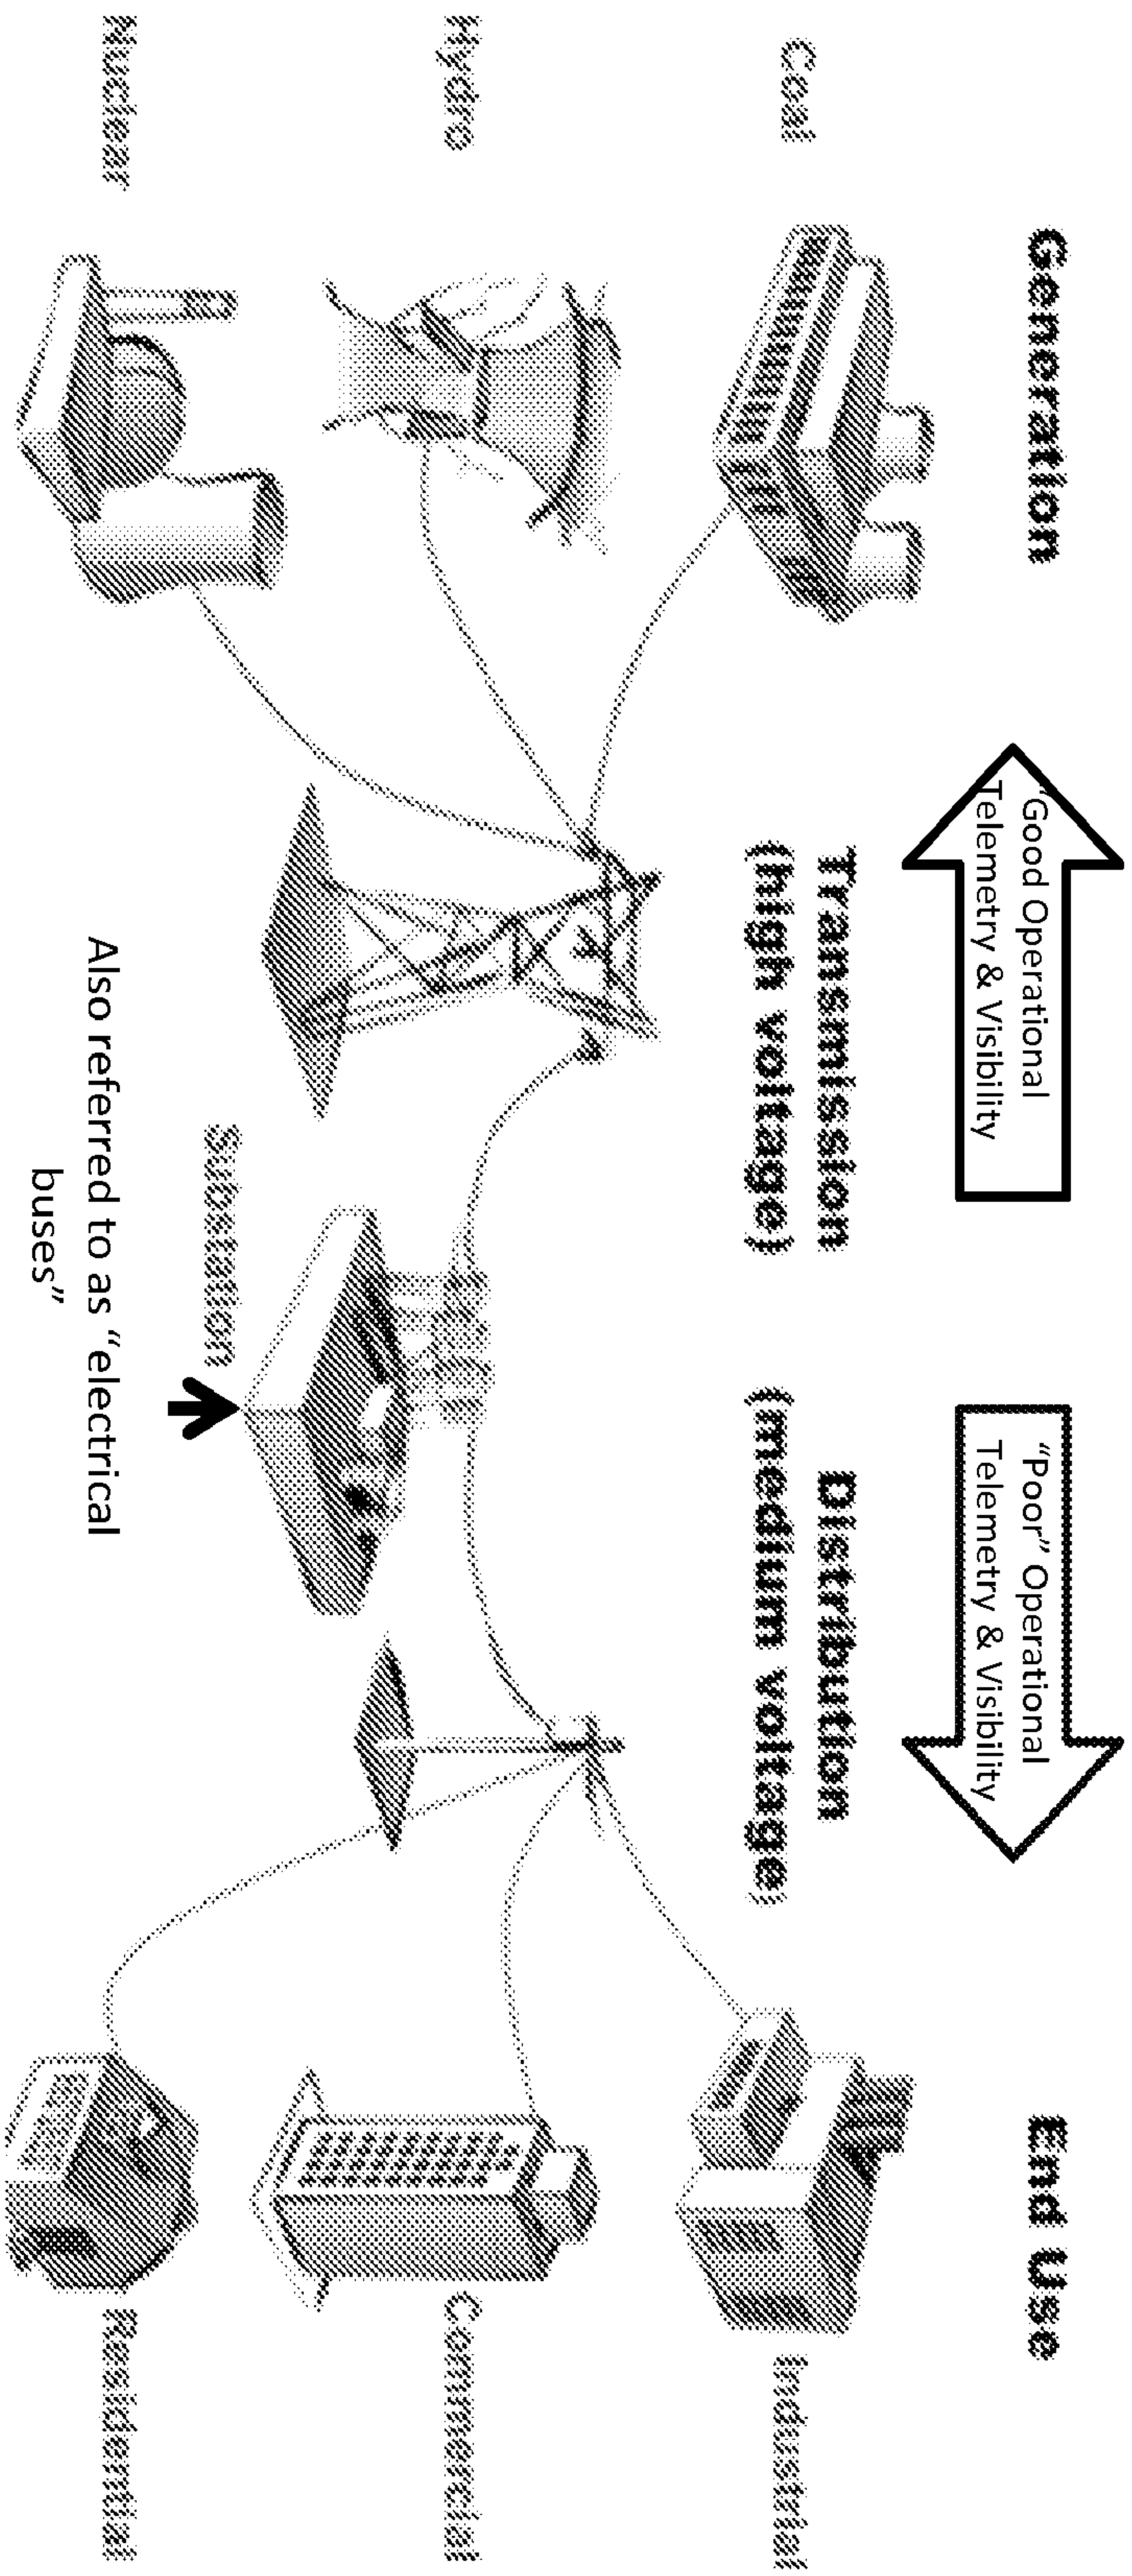 "Good Operational
Telemetry & Visibility
"Poor" Operational
Telemetry & Visibility
Generation
Transmission
(high voltage)
Distribution
(medium voltage)
End Use
Coal
Hydro
Nuclear
Substation
Also referred to as "electrical
buses"
Industrial
Commercial
Residential